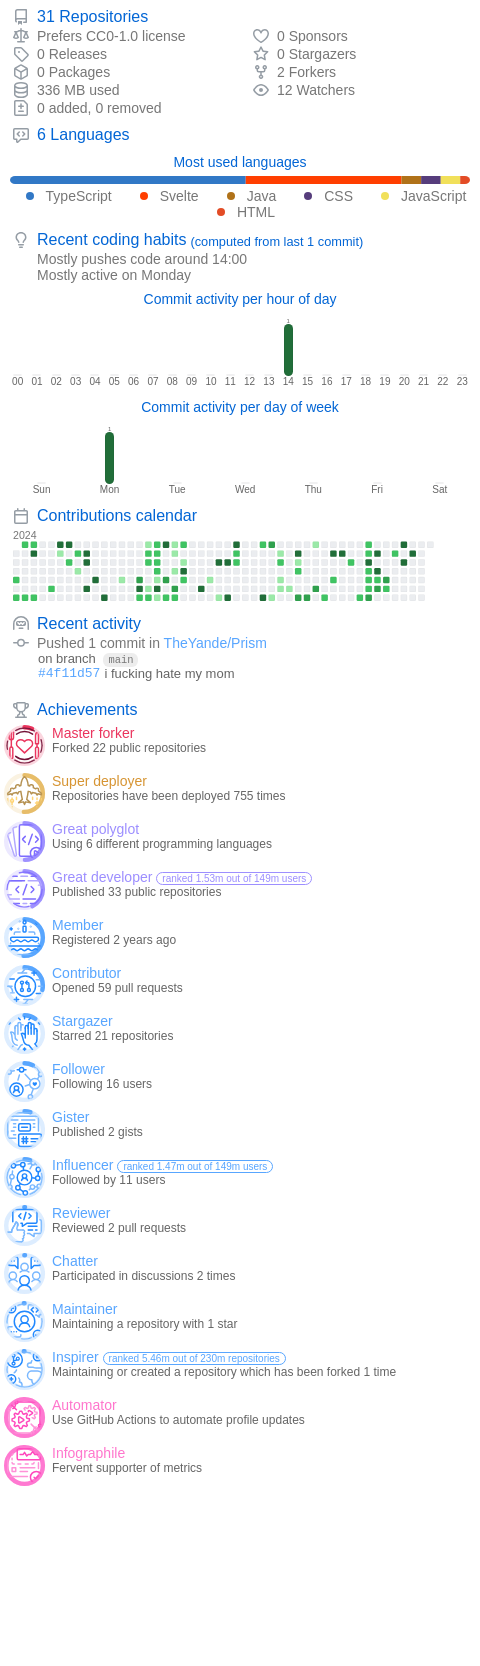 31 Repositories
Prefers CC0-1.0 license
0 Sponsors
0 Releases
0 Stargazers
0 Packages
2 Forkers
336 MB used
12 Watchers
0 added, 0 removed
6 Languages
Most used languages
TypeScript Svelte Java CSS JavaScript
HTML
Recent coding habits (computed from last 1 commit)
Mostly pushes code around 14:00
Mostly active on Monday
Commit activity per hour of day
1
00 01 02 03 04 05 06 07 08 09 10 11 12 13 14 15 16 17 18 19 20 21 22 23
Commit activity per day of week
1
Sun Mon Tue Wed Thu Fri Sat
Contributions calendar
2024
Recent activity
Pushed 1 commit in TheYande/Prism
on branch main
#4f11d57 i fucking hate my mom
Achievements
Master forker
Forked 22 public repositories
Super deployer
Repositories have been deployed 755 times
Great polyglot
Using 6 different programming languages
Great developer ranked 1.53m out of 149m users
Published 33 public repositories
Member
Registered 2 years ago
Contributor
Opened 59 pull requests
Stargazer
Starred 21 repositories
Follower
Following 16 users
Gister
Published 2 gists
Influencer ranked 1.47m out of 149m users
Followed by 11 users
Reviewer
Reviewed 2 pull requests
Chatter
Participated in discussions 2 times
Maintainer
Maintaining a repository with 1 star
Inspirer ranked 5.46m out of 230m repositories
Maintaining or created a repository which has been forked 1 time
Automator
Use GitHub Actions to automate profile updates
Infographile
Fervent supporter of metrics